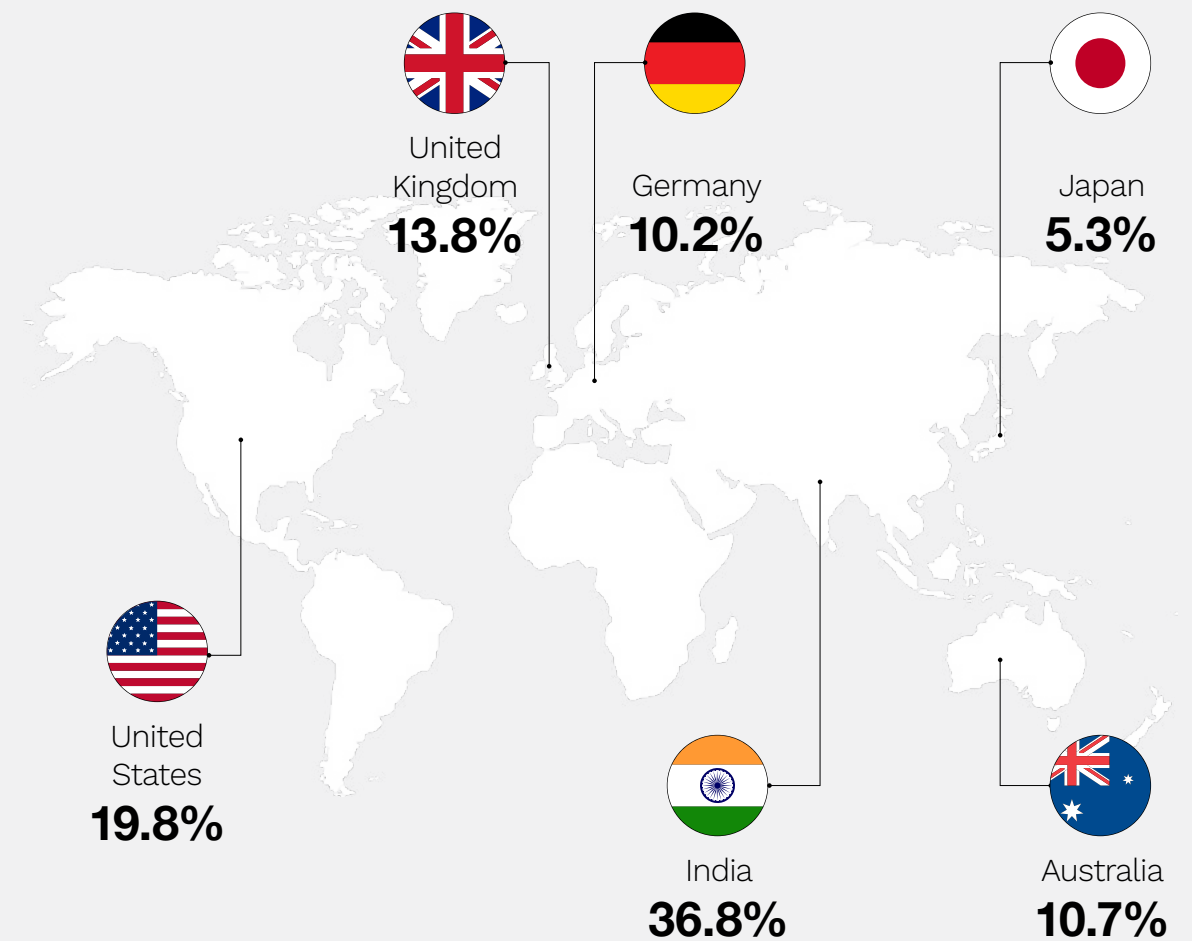 United
Kingdom
13.8%
Germany
10.2%
Japan
5.3%
United
States
19.8%
India
36.8%
Australia
10.7%